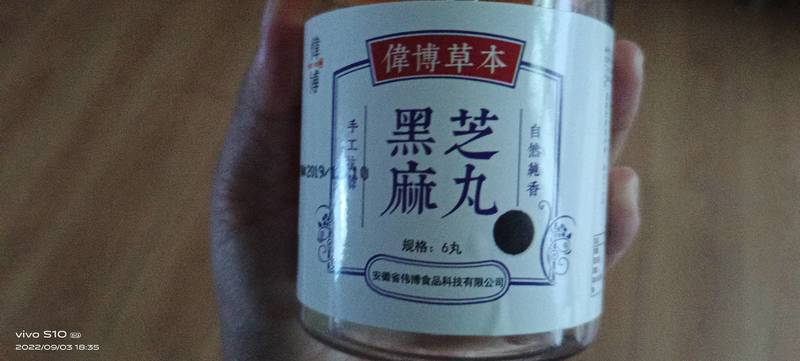 偉博
偉博草本
黑芝
麻丸
手工
自然純香
规格：6丸
安徽省伟博食品科技有限公司
vivo S10 5G
2022/09/03 18:35